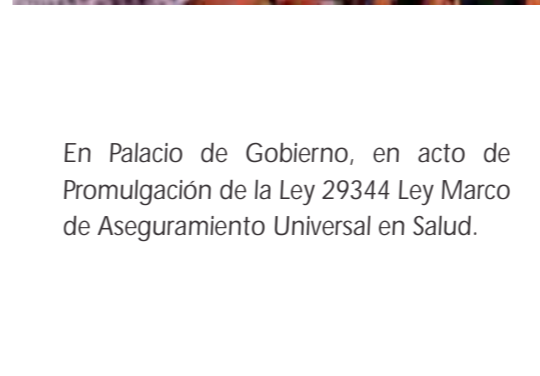 En Palacio de Gobierno, en acto de
Promulgación de la Ley 29344 Ley Marco
de Aseguramiento Universal en Salud.